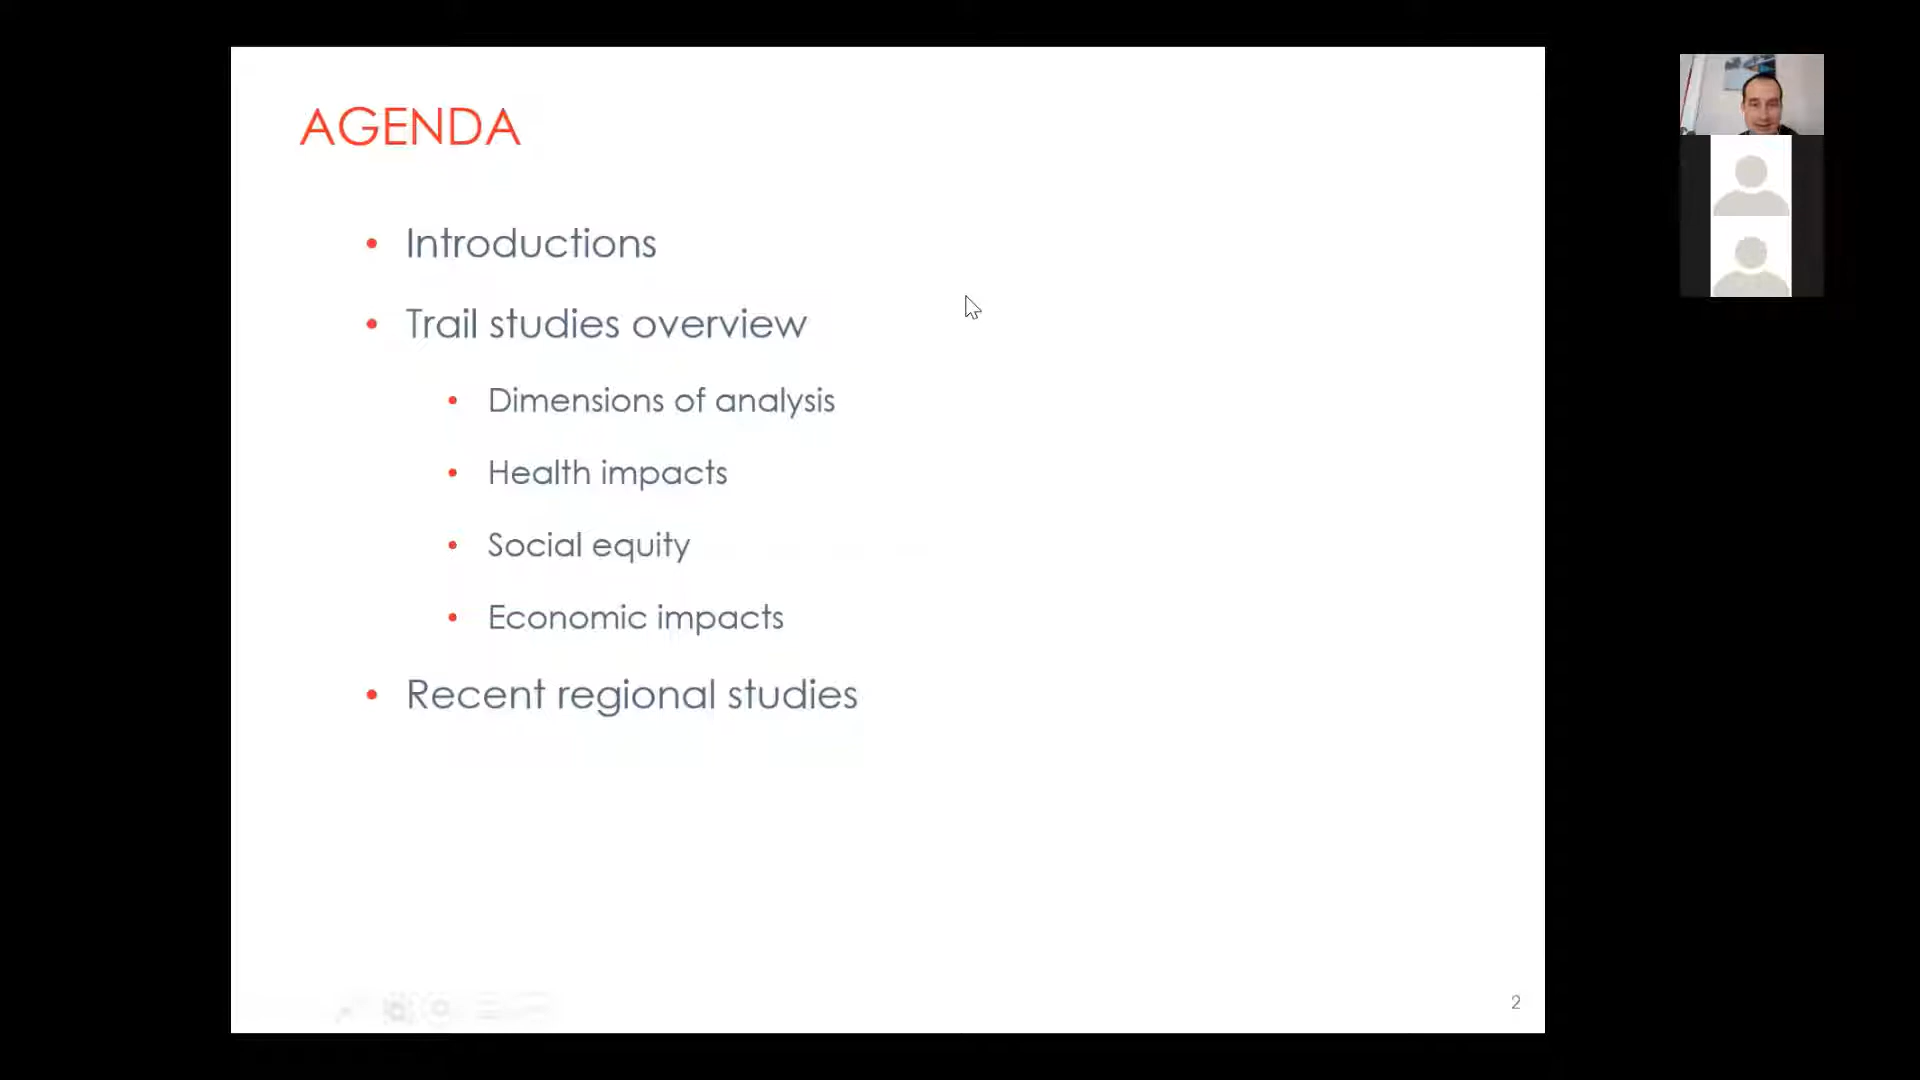 AGENDA
• Introductions
• Trail studies overview
• Dimensions of analysis
• Health impacts
• Social equity
• Economic impacts
• Recent regional studies
2